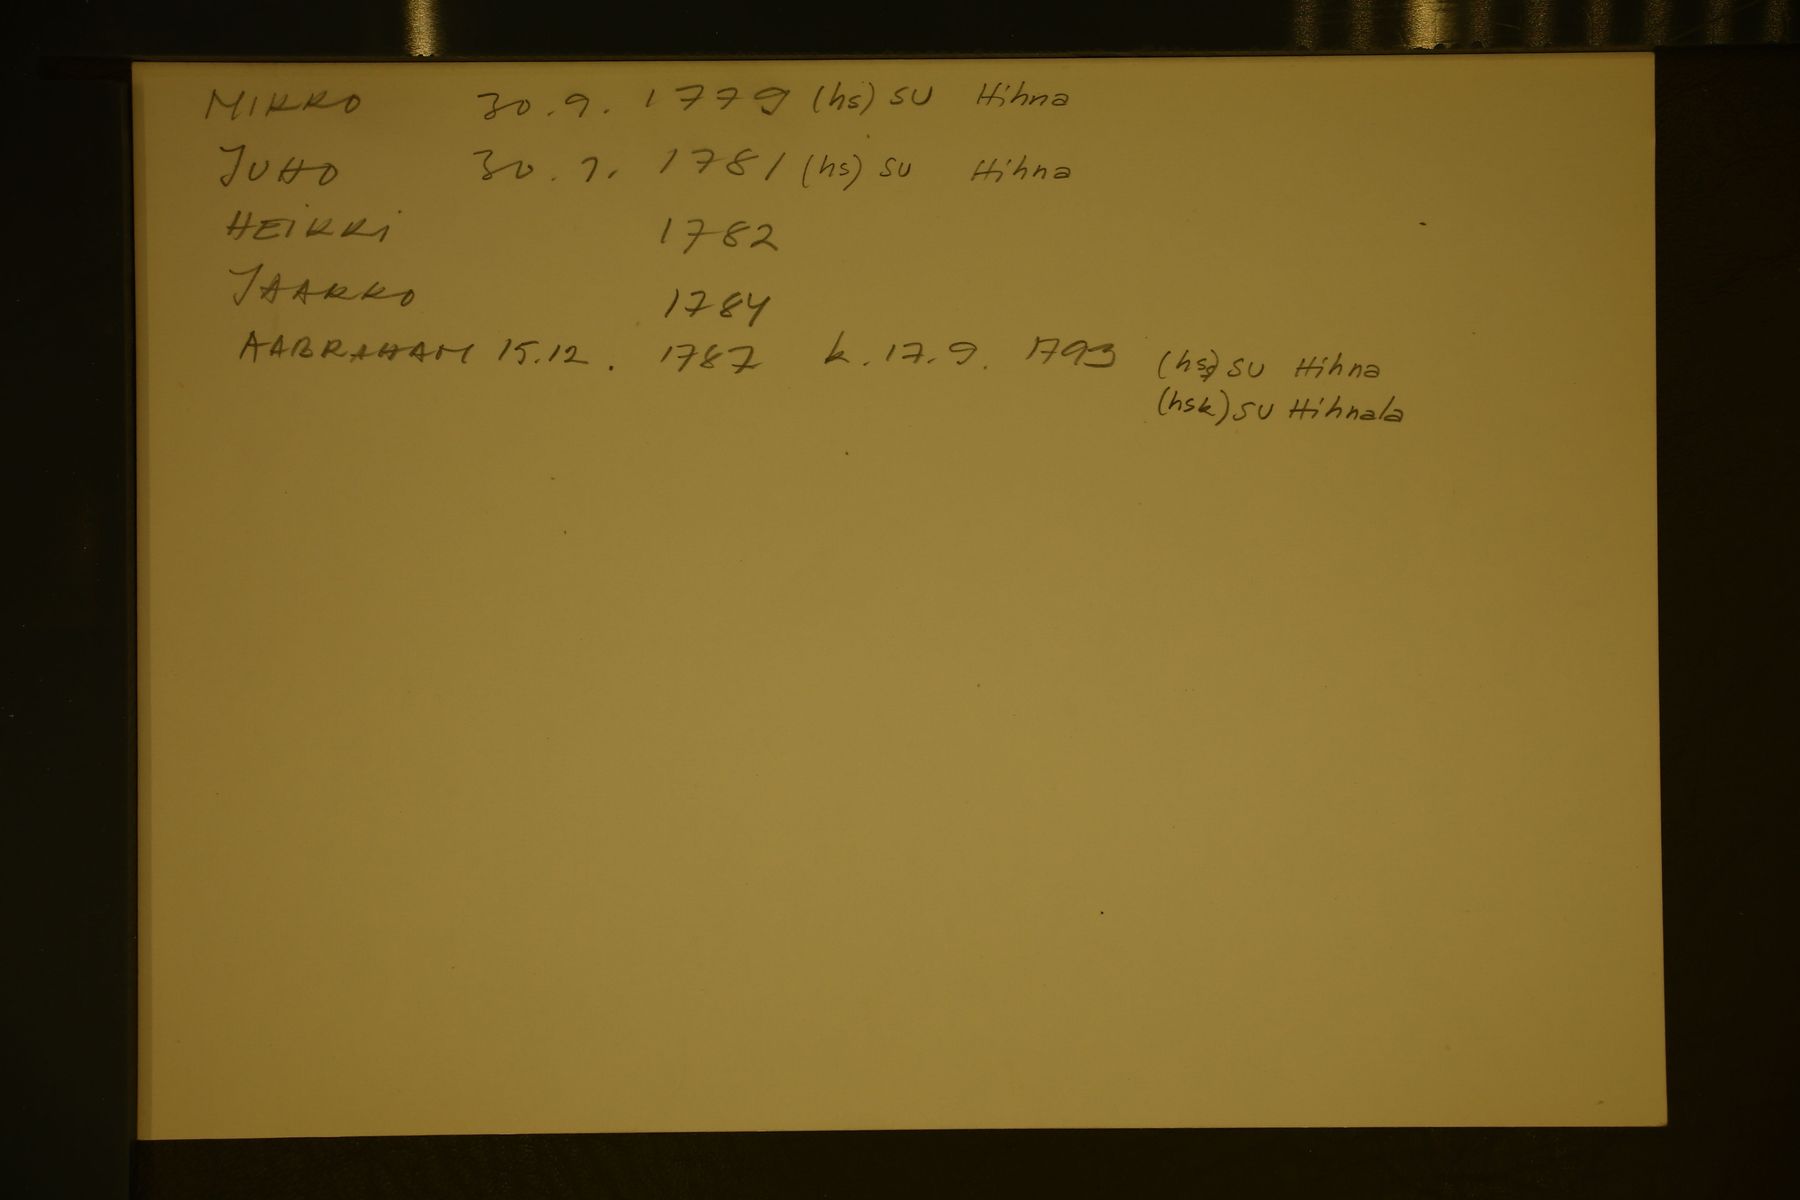 MIKKO 30.9. 1779 (hs) SU Hihna
JUHO 30.7. 1781 (hs) SU Hihna
HEIKKI 1782
JAAKKO 1784
AABRAHAM 15.12. 1787 k. 17.9. 1793 (hs) SU Hihna
(hsk) SU Hihnala